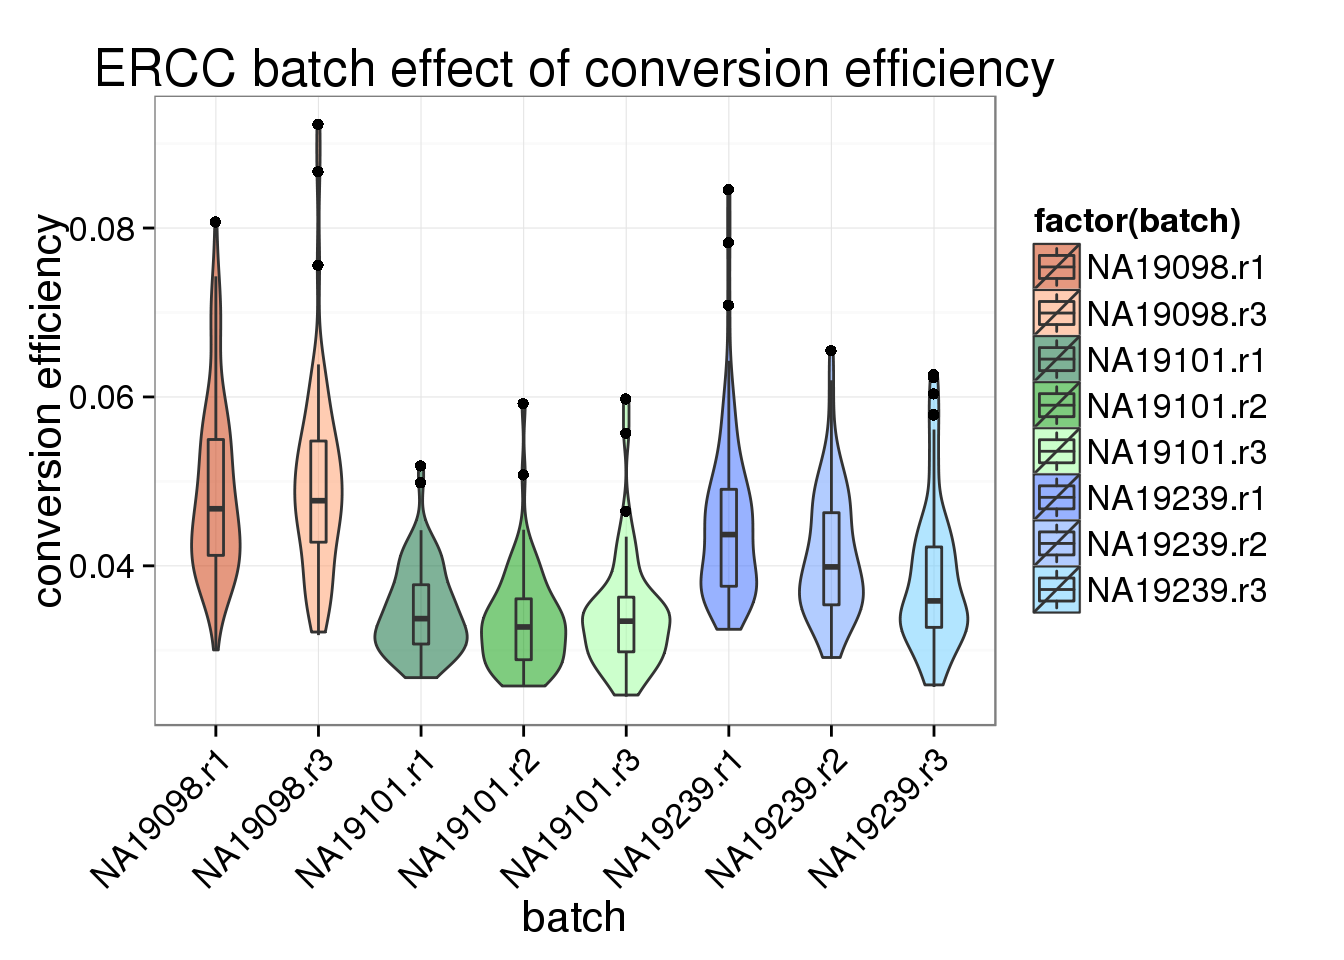 ERCC batch effect of conversion efficiency
conversion efficiency
0.08
0.06
0.04
NA19098.r1
NA19098.r3
NA19101.r1
NA19101.r2
NA19101.r3
NA19239.r1
NA19239.r2
NA19239.r3
batch
factor(batch)
NA19098.r1
NA19098.r3
NA19101.r1
NA19101.r2
NA19101.r3
NA19239.r1
NA19239.r2
NA19239.r3